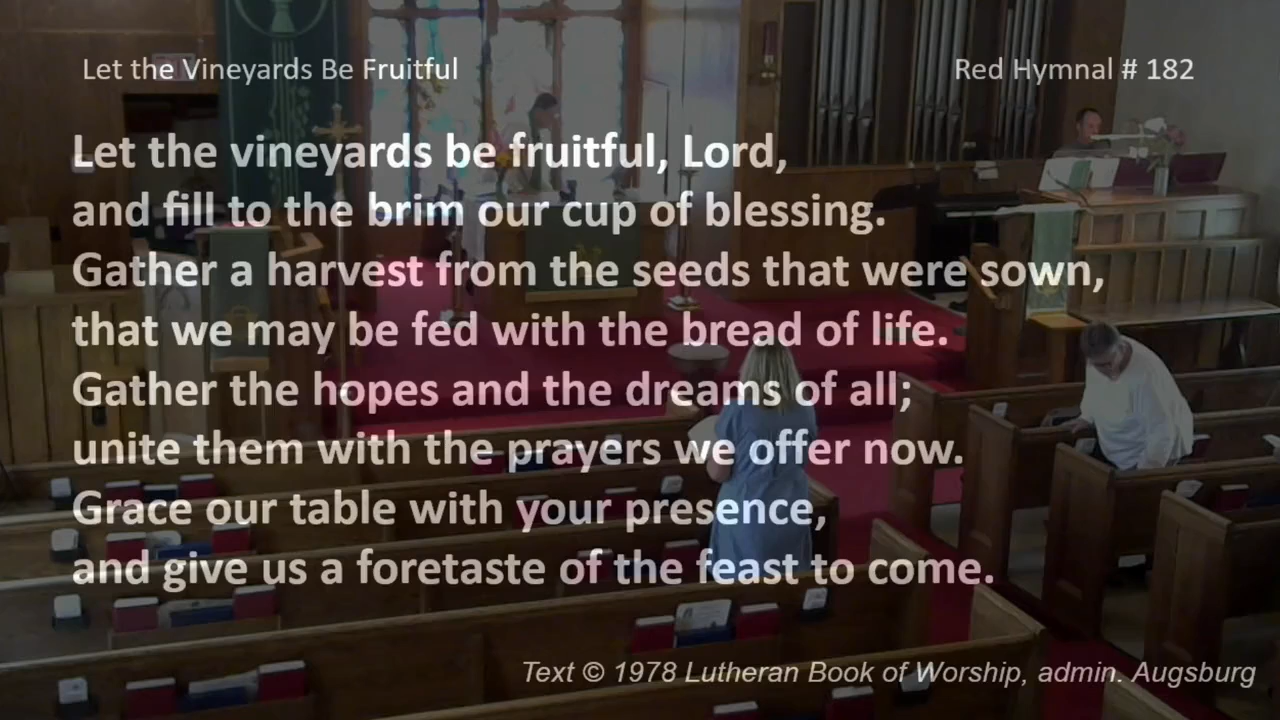 Let the Vineyards Be Fruitful
Red Hymnal # 182
Let the vineyards be fruitful, Lord,
and fill to the brim our cup of blessing.
Gather a harvest from the seeds that were sown,
that we may be fed with the bread of life.
Gather the hopes and the dreams of all;
unite them with the prayers we offer now.
Grace our table with your presence,
and give us a foretaste of the feast to come.
Text © 1978 Lutheran Book of Worship, admin. Augsburg